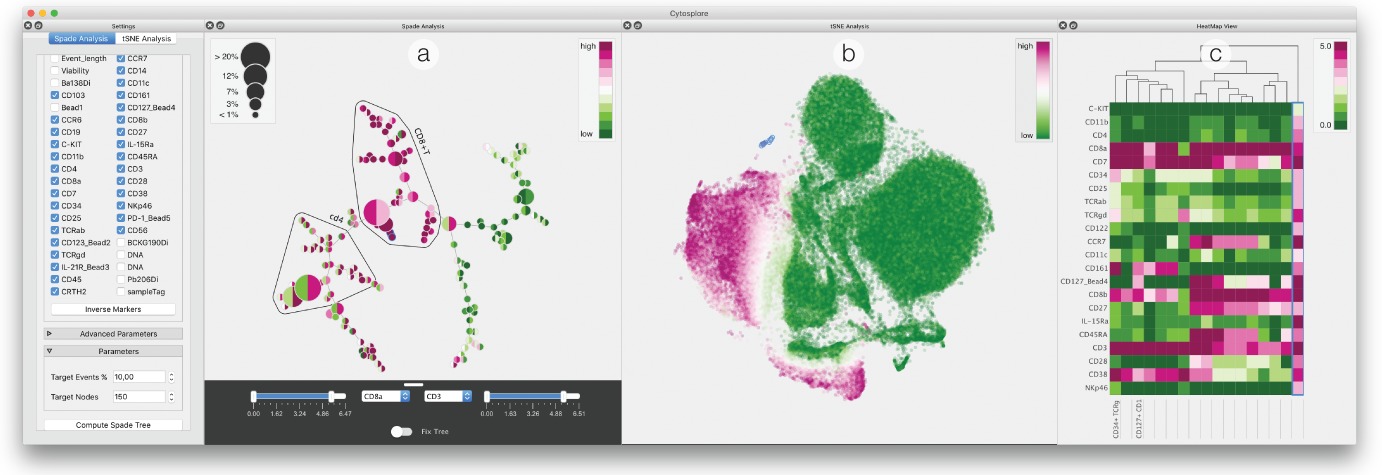 Cytosplore
Settings
Spade Analysis
tSNE Analysis
HeatMap View
Spade Analysis tSNE Analysis
Event_length CCR7
Viability CD14
Ba138Di CD11c
CD103 CD161
Bead1 CD127_Bead4
CCR6 CD8b
CD19 CD27
C-KIT IL-15Ra
CD11b CD45RA
CD4 CD3
CD8a CD28
CD7 CD38
CD34 NKp46
CD25 PD-1_Bead5
TCRab CD56
CD123_Bead2 BCKG190Di
TCRgd DNA
IL-21R_Bead3 DNA
CD45 Pb206Di
CRTH2 sampleTag
Inverse Markers
Advanced Parameters
Parameters
Target Events % 10,00
Target Nodes 150
Compute Spade Tree
a
> 20%
12%
7%
3%
< 1%
high
low
CD8+T
cd4
0.00 1.62 3.24 4.86 6.47
CD8a
CD3
0.00 1.63 3.26 4.88 6.51
Fix Tree
b
high
low
c
5.0
0.0
C-KIT
CD11b
CD4
CD8a
CD7
CD34
CD25
TCRab
TCRgd
CD122
CCR7
CD11c
CD161
CD127_Bead4
CD8b
CD27
IL-15Ra
CD45RA
CD3
CD28
CD38
NKp46
CD34+ TCRg
CD127+ CD1